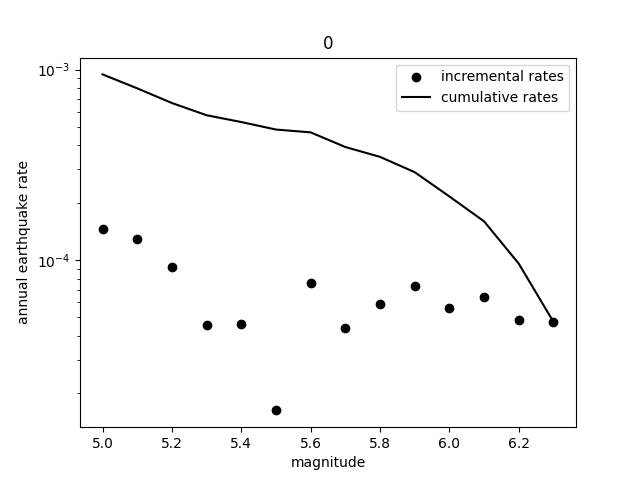 0
10^-3
incremental rates
cumulative rates
annual earthquake rate
10^-4
5.0 5.2 5.4 5.6 5.8 6.0 6.2
magnitude